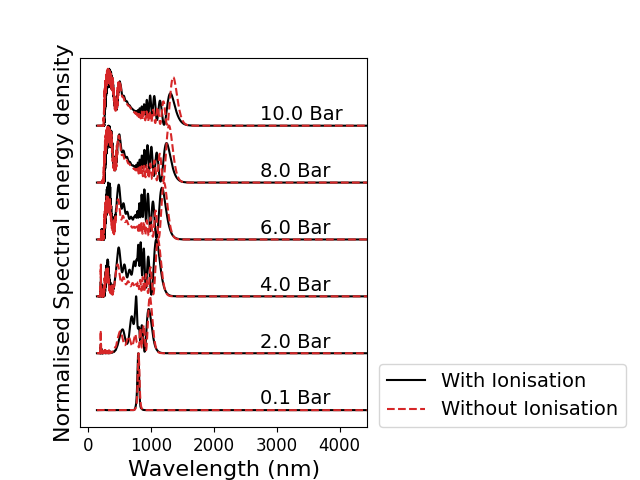 Normalised Spectral energy density
10.0 Bar
8.0 Bar
6.0 Bar
4.0 Bar
2.0 Bar
0.1 Bar
0 1000 2000 3000 4000
Wavelength (nm)
With Ionisation
Without Ionisation